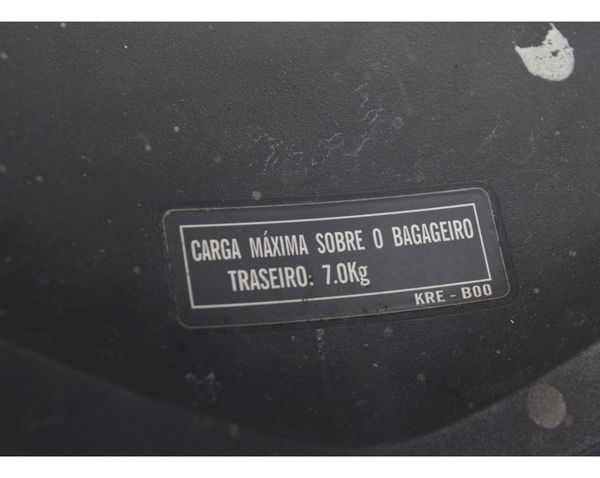 CARGA MÁXIMA SOBRE O BAGAGEIRO
TRASEIRO: 7.0Kg
KRE - B00